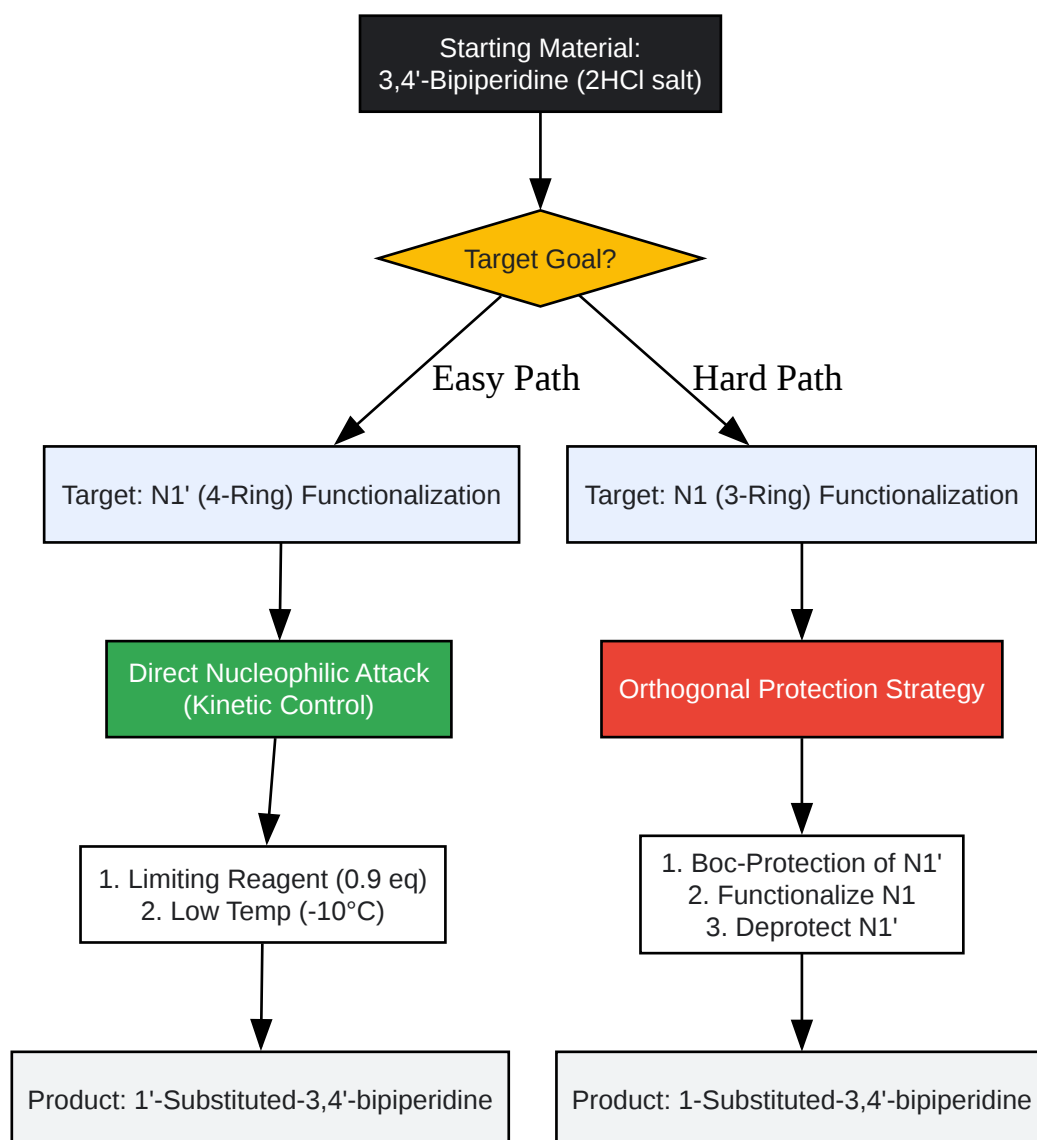 Starting Material:
3,4'-Bipiperidine (2HCl salt)
Target Goal?
Easy Path
Hard Path
Target: N1' (4-Ring) Functionalization
Target: N1 (3-Ring) Functionalization
Direct Nucleophilic Attack
(Kinetic Control)
Orthogonal Protection Strategy
1. Limiting Reagent (0.9 eq)
2. Low Temp (-10°C)
1. Boc-Protection of N1'
2. Functionalize N1
3. Deprotect N1'
Product: 1'-Substituted-3,4'-bipiperidine
Product: 1-Substituted-3,4'-bipiperidine